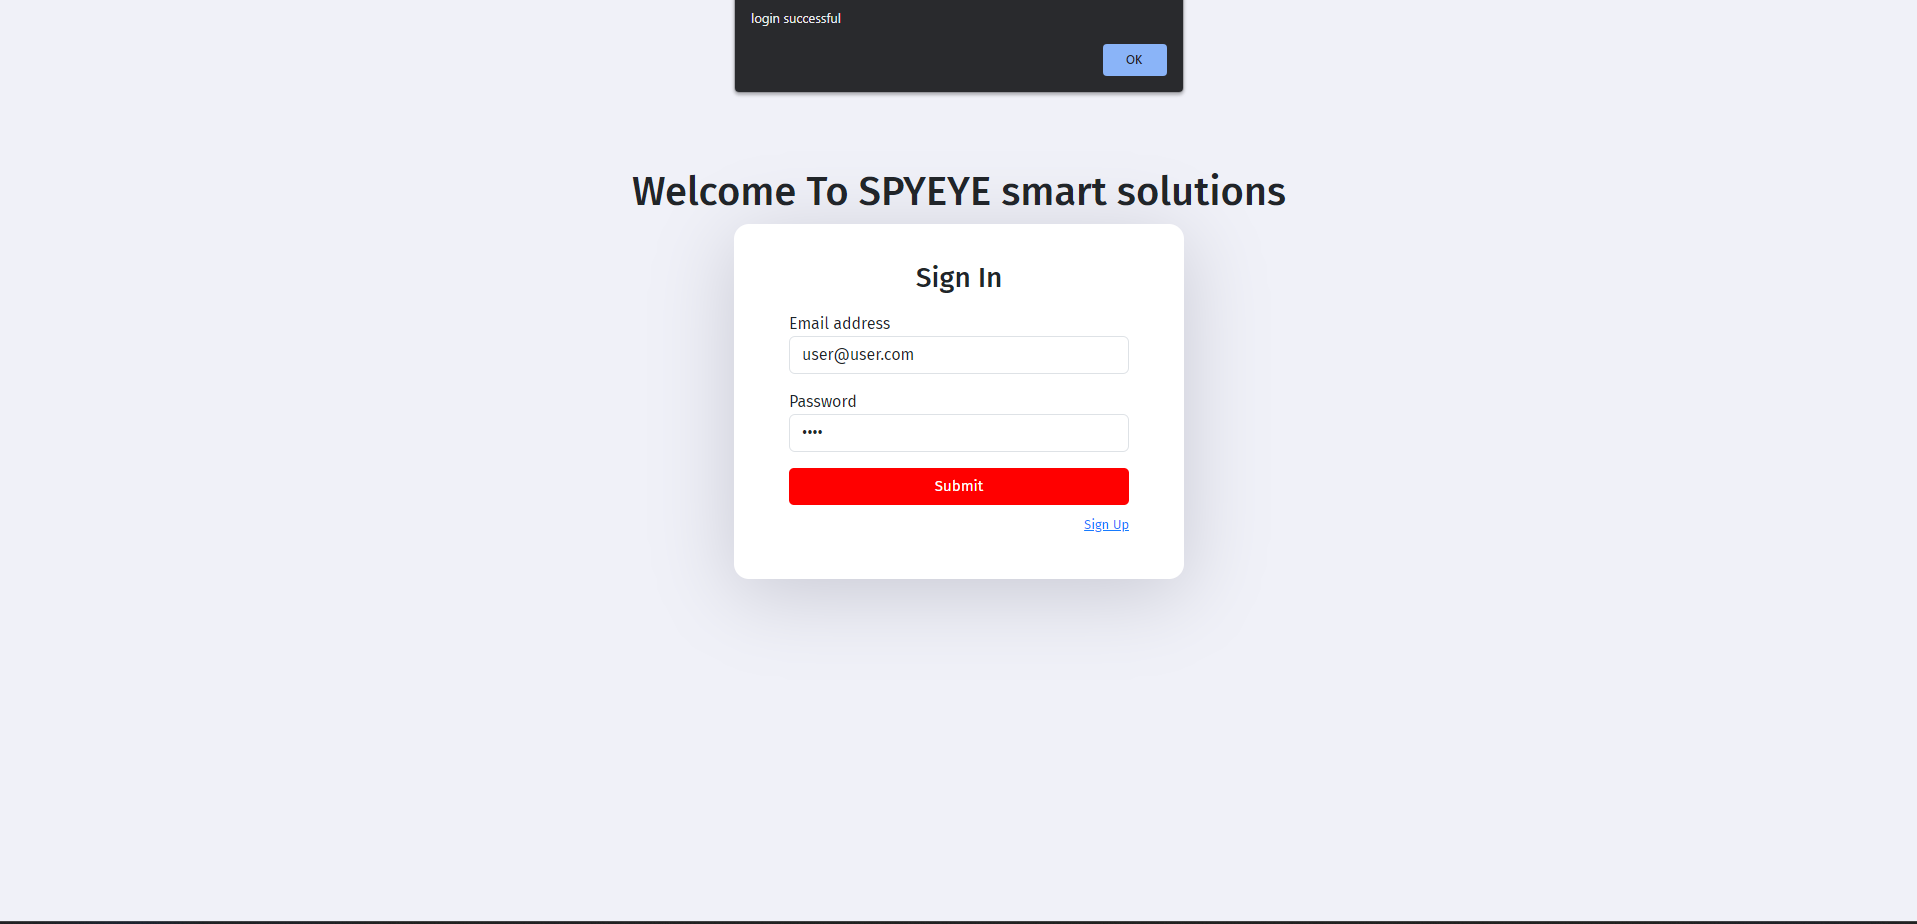 login successful
OK
Welcome To SPYEYE smart solutions
Sign In
Email address
user@user.com
Password
••••
Submit
Sign Up